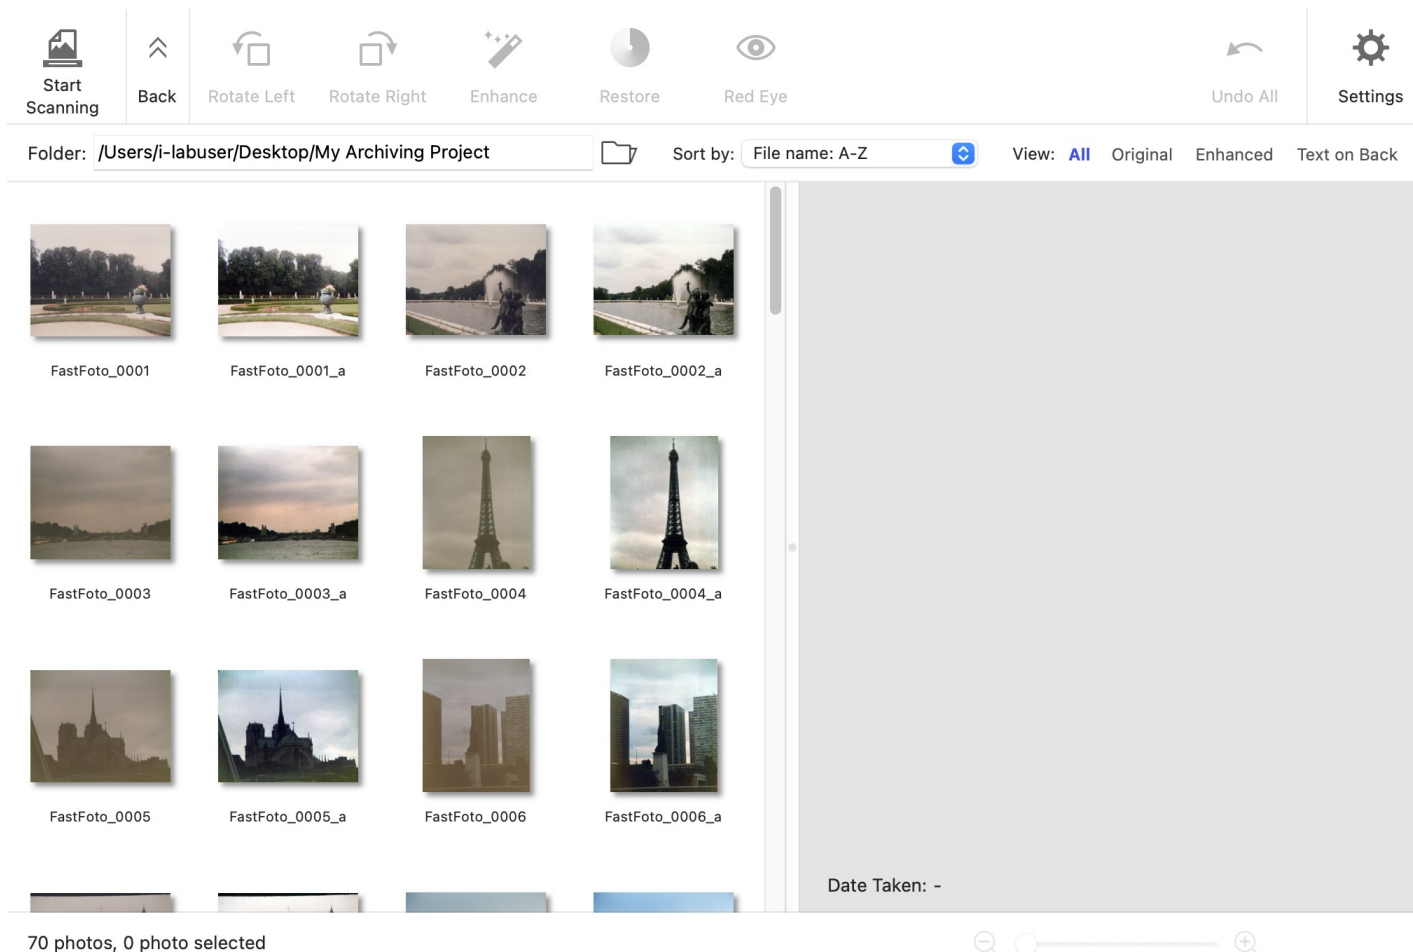 Start
Scanning
Back
Rotate Left
Rotate Right
Enhance
Restore
Red Eye
Undo All
Settings
Folder: /Users/i-labuser/Desktop/My Archiving Project
Sort by: File name: A-Z
View: All Original Enhanced Text on Back
FastFoto_0001
FastFoto_0001_a
FastFoto_0002
FastFoto_0002_a
FastFoto_0003
FastFoto_0003_a
FastFoto_0004
FastFoto_0004_a
FastFoto_0005
FastFoto_0005_a
FastFoto_0006
FastFoto_0006_a
Date Taken: -
70 photos, 0 photo selected